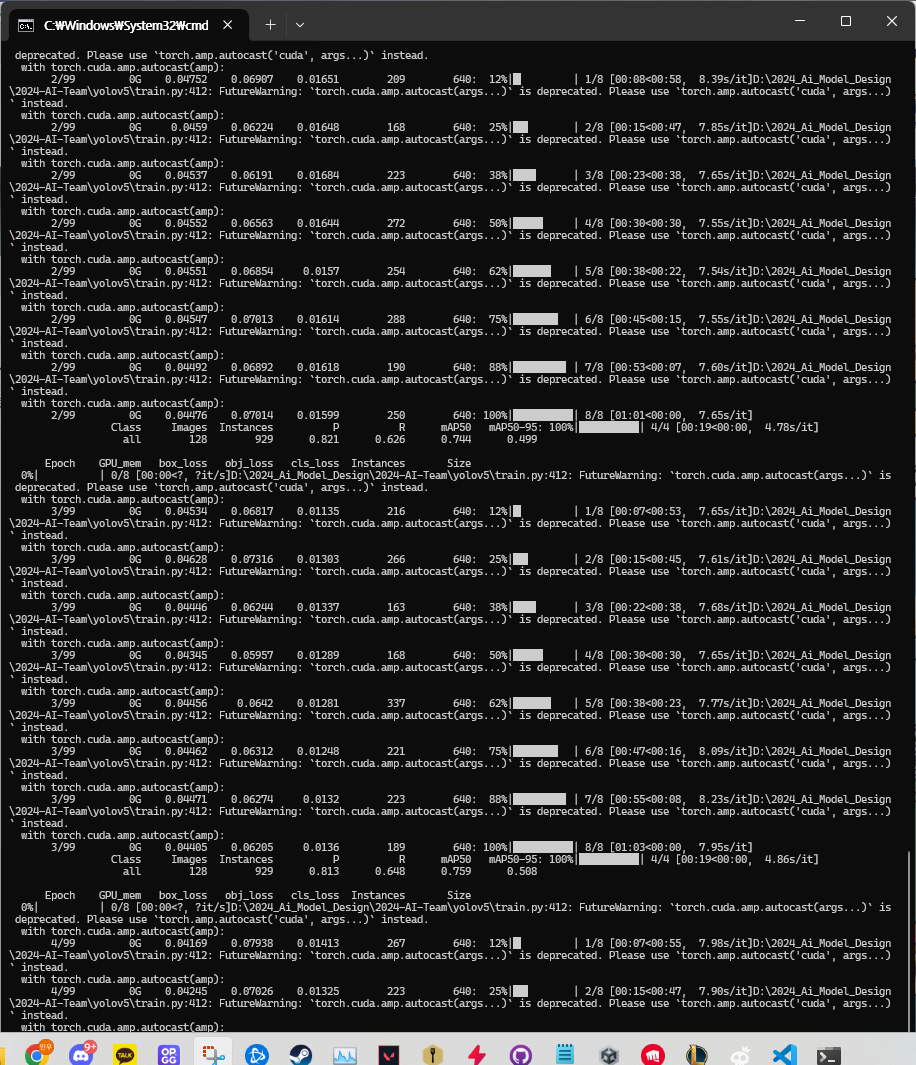 C:₩Windows₩System32₩cmd
deprecated. Please use `torch.amp.autocast('cuda', args...)` instead.
with torch.cuda.amp.autocast(amp):
2/99 0G 0.04752 0.06907 0.01651 209 640: 12%| | 1/8 [00:08<00:58, 8.39s/it]D:\2024_Ai_Model_Design
\2024-AI-Team\yolov5\train.py:412: FutureWarning: `torch.cuda.amp.autocast(args...)` is deprecated. Please use `torch.amp.autocast('cuda', args...)
` instead.
with torch.cuda.amp.autocast(amp):
2/99 0G 0.0459 0.06224 0.01648 168 640: 25%| | 2/8 [00:15<00:47, 7.85s/it]D:\2024_Ai_Model_Design
\2024-AI-Team\yolov5\train.py:412: FutureWarning: `torch.cuda.amp.autocast(args...)` is deprecated. Please use `torch.amp.autocast('cuda', args...)
` instead.
with torch.cuda.amp.autocast(amp):
2/99 0G 0.04537 0.06191 0.01684 223 640: 38%| | 3/8 [00:23<00:38, 7.65s/it]D:\2024_Ai_Model_Design
\2024-AI-Team\yolov5\train.py:412: FutureWarning: `torch.cuda.amp.autocast(args...)` is deprecated. Please use `torch.amp.autocast('cuda', args...)
` instead.
with torch.cuda.amp.autocast(amp):
2/99 0G 0.04552 0.06563 0.01644 272 640: 50%| | 4/8 [00:30<00:30, 7.55s/it]D:\2024_Ai_Model_Design
\2024-AI-Team\yolov5\train.py:412: FutureWarning: `torch.cuda.amp.autocast(args...)` is deprecated. Please use `torch.amp.autocast('cuda', args...)
` instead.
with torch.cuda.amp.autocast(amp):
2/99 0G 0.04551 0.06854 0.0157 254 640: 62%| | 5/8 [00:38<00:22, 7.54s/it]D:\2024_Ai_Model_Design
\2024-AI-Team\yolov5\train.py:412: FutureWarning: `torch.cuda.amp.autocast(args...)` is deprecated. Please use `torch.amp.autocast('cuda', args...)
` instead.
with torch.cuda.amp.autocast(amp):
2/99 0G 0.04547 0.07013 0.01614 288 640: 75%| | 6/8 [00:45<00:15, 7.55s/it]D:\2024_Ai_Model_Design
\2024-AI-Team\yolov5\train.py:412: FutureWarning: `torch.cuda.amp.autocast(args...)` is deprecated. Please use `torch.amp.autocast('cuda', args...)
` instead.
with torch.cuda.amp.autocast(amp):
2/99 0G 0.04492 0.06892 0.01618 190 640: 88%| | 7/8 [00:53<00:07, 7.60s/it]D:\2024_Ai_Model_Design
\2024-AI-Team\yolov5\train.py:412: FutureWarning: `torch.cuda.amp.autocast(args...)` is deprecated. Please use `torch.amp.autocast('cuda', args...)
` instead.
with torch.cuda.amp.autocast(amp):
2/99 0G 0.04476 0.07014 0.01599 250 640: 100%| | 8/8 [01:01<00:00, 7.65s/it]
Class Images Instances P R mAP50 mAP50-95: 100%| | 4/4 [00:19<00:00, 4.78s/it]
all 128 929 0.821 0.626 0.744 0.499
Epoch GPU_mem box_loss obj_loss cls_loss Instances Size
0%| | 0/8 [00:00<?, ?it/s]D:\2024_Ai_Model_Design\2024-AI-Team\yolov5\train.py:412: FutureWarning: `torch.cuda.amp.autocast(args...)` is
deprecated. Please use `torch.amp.autocast('cuda', args...)` instead.
with torch.cuda.amp.autocast(amp):
3/99 0G 0.04534 0.06817 0.01135 216 640: 12%| | 1/8 [00:07<00:53, 7.65s/it]D:\2024_Ai_Model_Design
\2024-AI-Team\yolov5\train.py:412: FutureWarning: `torch.cuda.amp.autocast(args...)` is deprecated. Please use `torch.amp.autocast('cuda', args...)
` instead.
with torch.cuda.amp.autocast(amp):
3/99 0G 0.04628 0.07316 0.01303 266 640: 25%| | 2/8 [00:15<00:45, 7.61s/it]D:\2024_Ai_Model_Design
\2024-AI-Team\yolov5\train.py:412: FutureWarning: `torch.cuda.amp.autocast(args...)` is deprecated. Please use `torch.amp.autocast('cuda', args...)
` instead.
with torch.cuda.amp.autocast(amp):
3/99 0G 0.04446 0.06244 0.01337 163 640: 38%| | 3/8 [00:22<00:38, 7.68s/it]D:\2024_Ai_Model_Design
\2024-AI-Team\yolov5\train.py:412: FutureWarning: `torch.cuda.amp.autocast(args...)` is deprecated. Please use `torch.amp.autocast('cuda', args...)
` instead.
with torch.cuda.amp.autocast(amp):
3/99 0G 0.04345 0.05957 0.01289 168 640: 50%| | 4/8 [00:30<00:30, 7.65s/it]D:\2024_Ai_Model_Design
\2024-AI-Team\yolov5\train.py:412: FutureWarning: `torch.cuda.amp.autocast(args...)` is deprecated. Please use `torch.amp.autocast('cuda', args...)
` instead.
with torch.cuda.amp.autocast(amp):
3/99 0G 0.04456 0.0642 0.01281 337 640: 62%| | 5/8 [00:38<00:23, 7.77s/it]D:\2024_Ai_Model_Design
\2024-AI-Team\yolov5\train.py:412: FutureWarning: `torch.cuda.amp.autocast(args...)` is deprecated. Please use `torch.amp.autocast('cuda', args...)
` instead.
with torch.cuda.amp.autocast(amp):
3/99 0G 0.04462 0.06312 0.01248 221 640: 75%| | 6/8 [00:47<00:16, 8.09s/it]D:\2024_Ai_Model_Design
\2024-AI-Team\yolov5\train.py:412: FutureWarning: `torch.cuda.amp.autocast(args...)` is deprecated. Please use `torch.amp.autocast('cuda', args...)
` instead.
with torch.cuda.amp.autocast(amp):
3/99 0G 0.04471 0.06274 0.0132 223 640: 88%| | 7/8 [00:55<00:08, 8.23s/it]D:\2024_Ai_Model_Design
\2024-AI-Team\yolov5\train.py:412: FutureWarning: `torch.cuda.amp.autocast(args...)` is deprecated. Please use `torch.amp.autocast('cuda', args...)
` instead.
with torch.cuda.amp.autocast(amp):
3/99 0G 0.04405 0.06205 0.0136 189 640: 100%| | 8/8 [01:03<00:00, 7.95s/it]
Class Images Instances P R mAP50 mAP50-95: 100%| | 4/4 [00:19<00:00, 4.86s/it]
all 128 929 0.813 0.648 0.759 0.508
Epoch GPU_mem box_loss obj_loss cls_loss Instances Size
0%| | 0/8 [00:00<?, ?it/s]D:\2024_Ai_Model_Design\2024-AI-Team\yolov5\train.py:412: FutureWarning: `torch.cuda.amp.autocast(args...)` is
deprecated. Please use `torch.amp.autocast('cuda', args...)` instead.
with torch.cuda.amp.autocast(amp):
4/99 0G 0.04169 0.07938 0.01413 267 640: 12%| | 1/8 [00:07<00:55, 7.98s/it]D:\2024_Ai_Model_Design
\2024-AI-Team\yolov5\train.py:412: FutureWarning: `torch.cuda.amp.autocast(args...)` is deprecated. Please use `torch.amp.autocast('cuda', args...)
` instead.
with torch.cuda.amp.autocast(amp):
4/99 0G 0.04245 0.07026 0.01325 223 640: 25%| | 2/8 [00:15<00:47, 7.90s/it]D:\2024_Ai_Model_Design
\2024-AI-Team\yolov5\train.py:412: FutureWarning: `torch.cuda.amp.autocast(args...)` is deprecated. Please use `torch.amp.autocast('cuda', args...)
` instead.
with torch.cuda.amp.autocast(amp):
민우
9+
TALK
OP.GG